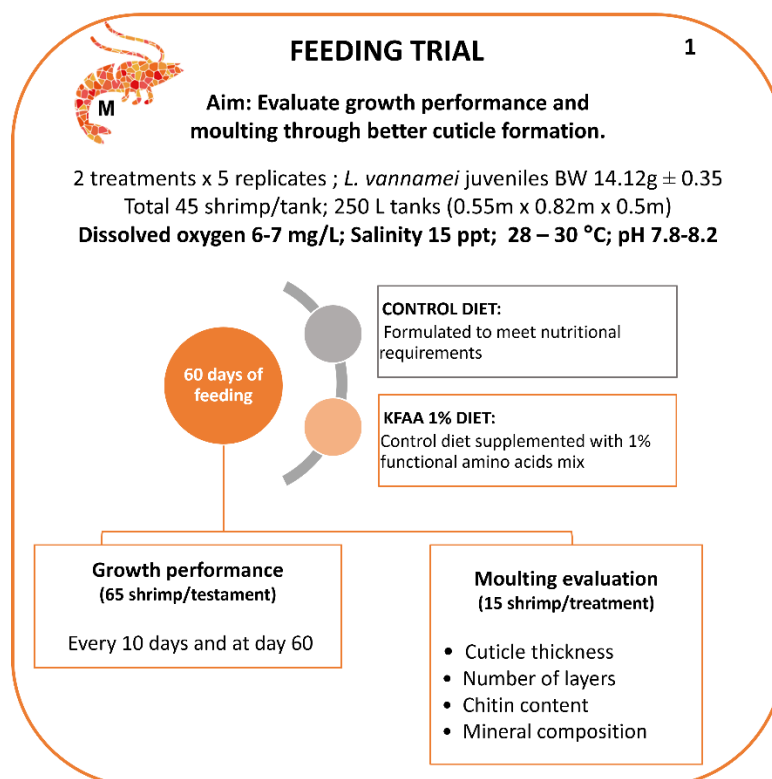 FEEDING TRIAL
1
M
Aim: Evaluate growth performance and
moulting through better cuticle formation.
2 treatments x 5 replicates ; L. vannamei juveniles BW 14.12g ± 0.35
Total 45 shrimp/tank; 250 L tanks (0.55m x 0.82m x 0.5m)
Dissolved oxygen 6-7 mg/L; Salinity 15 ppt; 28 – 30 °C; pH 7.8-8.2
CONTROL DIET:
Formulated to meet nutritional
requirements
60 days of
feeding
KFAA 1% DIET:
Control diet supplemented with 1%
functional amino acids mix
Growth performance
(65 shrimp/testament)
Every 10 days and at day 60
Moulting evaluation
(15 shrimp/treatment)
• Cuticle thickness
• Number of layers
• Chitin content
• Mineral composition